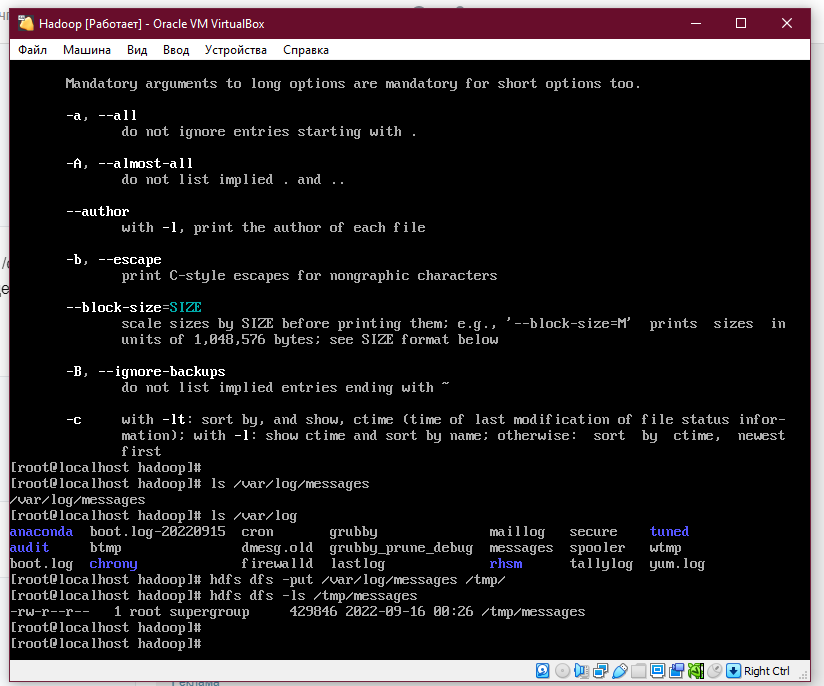 Hadoop [Работает] - Oracle VM VirtualBox
Файл Машина Вид Ввод Устройства Справка
Mandatory arguments to long options are mandatory for short options too.
-a, --all
do not ignore entries starting with .
-A, --almost-all
do not list implied . and ..
--author
with -l, print the author of each file
-b, --escape
print C-style escapes for nongraphic characters
--block-size=SIZE
scale sizes by SIZE before printing them; e.g., '--block-size=M' prints sizes in
units of 1,048,576 bytes; see SIZE format below
-B, --ignore-backups
do not list implied entries ending with ~
-c with -lt: sort by, and show, ctime (time of last modification of file status infor-
mation); with -l: show ctime and sort by name; otherwise: sort by ctime, newest
first
[root@localhost hadoop]#
[root@localhost hadoop]# ls /var/log/messages
/var/log/messages
[root@localhost hadoop]# ls /var/log
anaconda boot.log-20220915 cron grubby maillog secure tuned
audit btmp dmesg.old grubby_prune_debug messages spooler wtmp
boot.log chrony firewalld lastlog rhsm tallylog yum.log
[root@localhost hadoop]# hdfs dfs -put /var/log/messages /tmp/
[root@localhost hadoop]# hdfs dfs -ls /tmp/messages
-rw-r--r-- 1 root supergroup 429846 2022-09-16 00:26 /tmp/messages
[root@localhost hadoop]#
[root@localhost hadoop]#
Right Ctrl